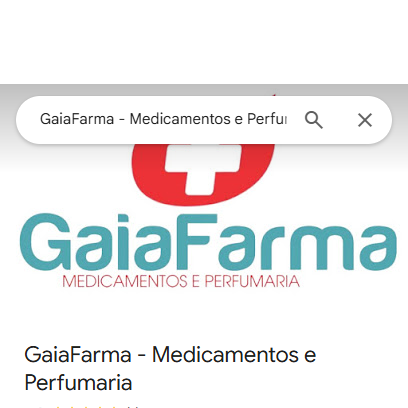 GaiaFarma - Medicamentos e Perfu
GaiaFarma
MEDICAMENTOS E PERFUMARIA
GaiaFarma - Medicamentos e
Perfumaria